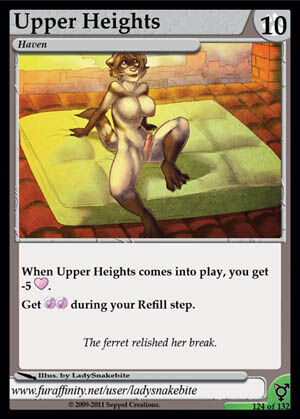 Upper Heights
10
Haven
When Upper Heights comes into play, you get
-5 .
Get during your Refill step.
The ferret relished her break.
Illus. by LadySnakebite
www.furaffinity.net/user/ladysnakebite
© 2009-2011 Seppel Creations.
124 of 132